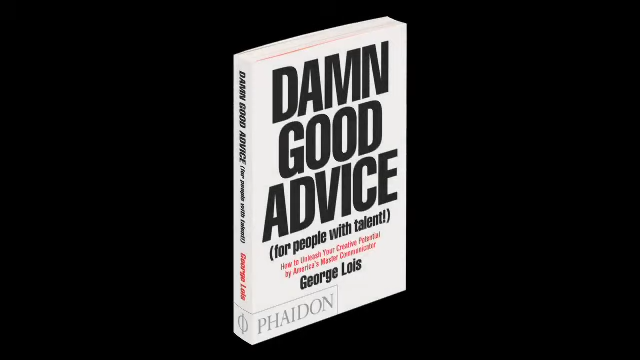 DAMN GOOD ADVICE (for people with talent!) George Lois
DAMN
GOOD
ADVICE
(for people with talent!)
How to Unleash Your Creative Potential
by America's Master Communicator
George Lois
PHAIDON